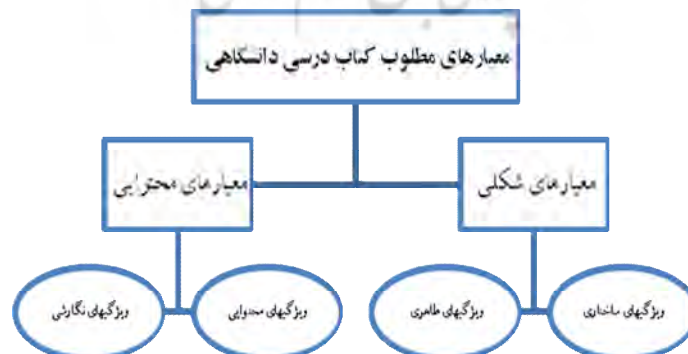 معیارهای مطلوب کتاب درسی دانشگاهی
معیارهای شکلی
معیارهای محتوایی
ویژگیهای ساختاری
ویژگیهای ظاهری
ویژگیهای محتوایی
ویژگیهای نگارشی